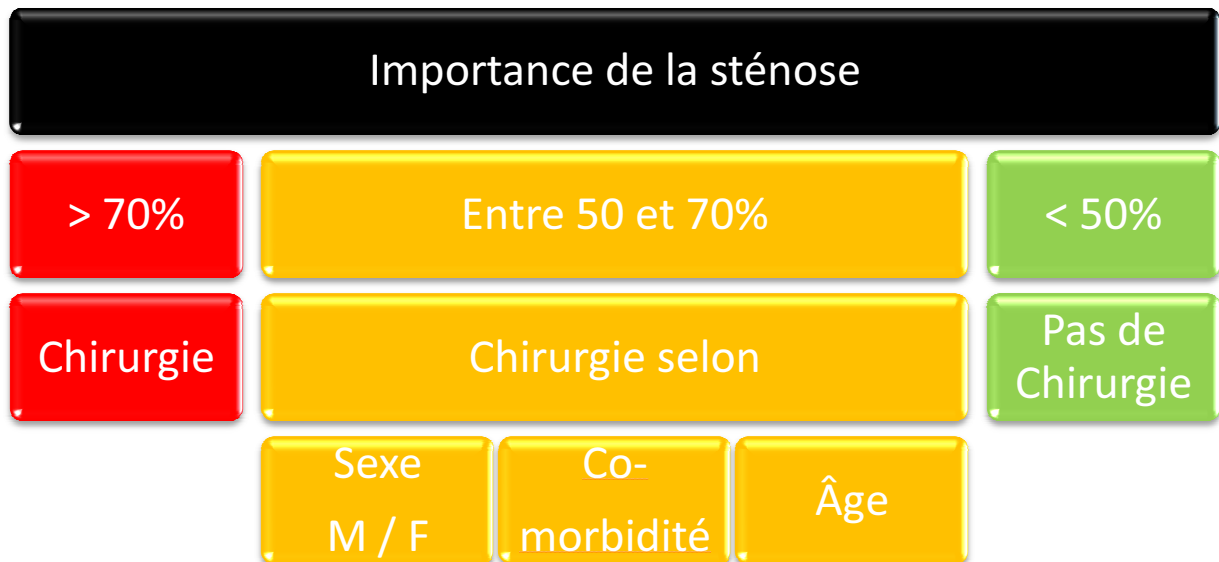 Importance de la sténose
> 70%
Entre 50 et 70%
< 50%
Chirurgie
Chirurgie selon
Pas de
Chirurgie
Sexe
M / F
Co-
morbidité
Âge